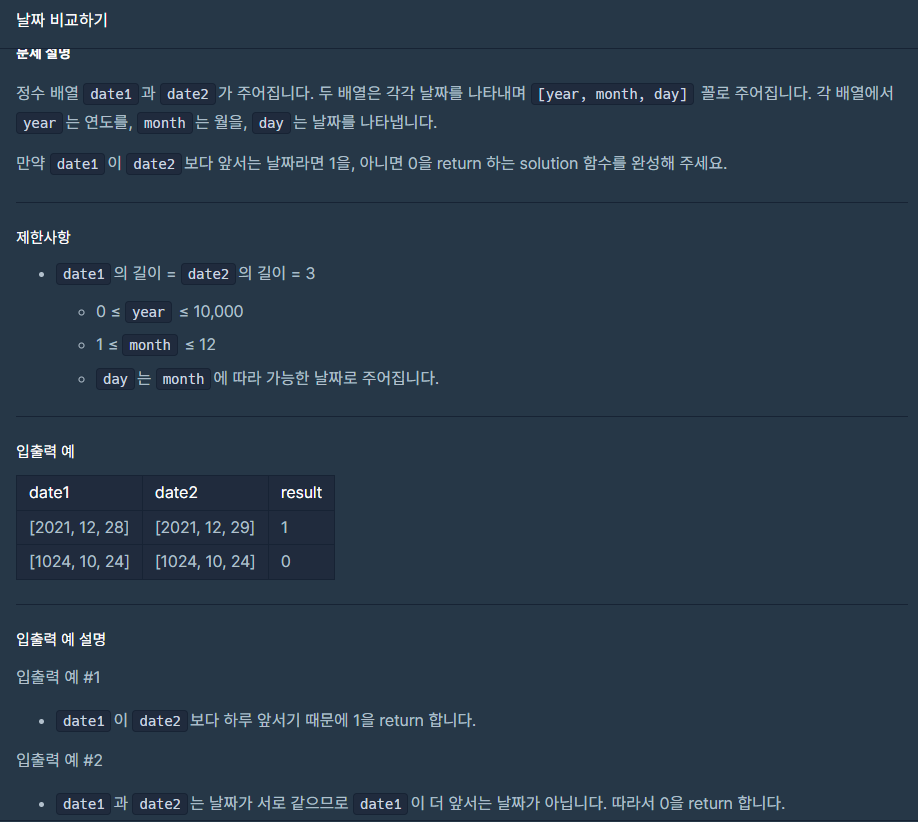 날짜 비교하기
문제 설명
정수 배열 date1 과 date2 가 주어집니다. 두 배열은 각각 날짜를 나타내며 [year, month, day] 꼴로 주어집니다. 각 배열에서
year 는 연도를, month 는 월을, day 는 날짜를 나타냅니다.
만약 date1 이 date2 보다 앞서는 날짜라면 1을, 아니면 0을 return 하는 solution 함수를 완성해 주세요.
제한사항
• date1 의 길이 = date2 의 길이 = 3
◦ 0 ≤ year ≤ 10,000
◦ 1 ≤ month ≤ 12
◦ day 는 month 에 따라 가능한 날짜로 주어집니다.
입출력 예
date1 date2 result
[2021, 12, 28] [2021, 12, 29] 1
[1024, 10, 24] [1024, 10, 24] 0
입출력 예 설명
입출력 예 #1
• date1 이 date2 보다 하루 앞서기 때문에 1을 return 합니다.
입출력 예 #2
• date1 과 date2 는 날짜가 서로 같으므로 date1 이 더 앞서는 날짜가 아닙니다. 따라서 0을 return 합니다.